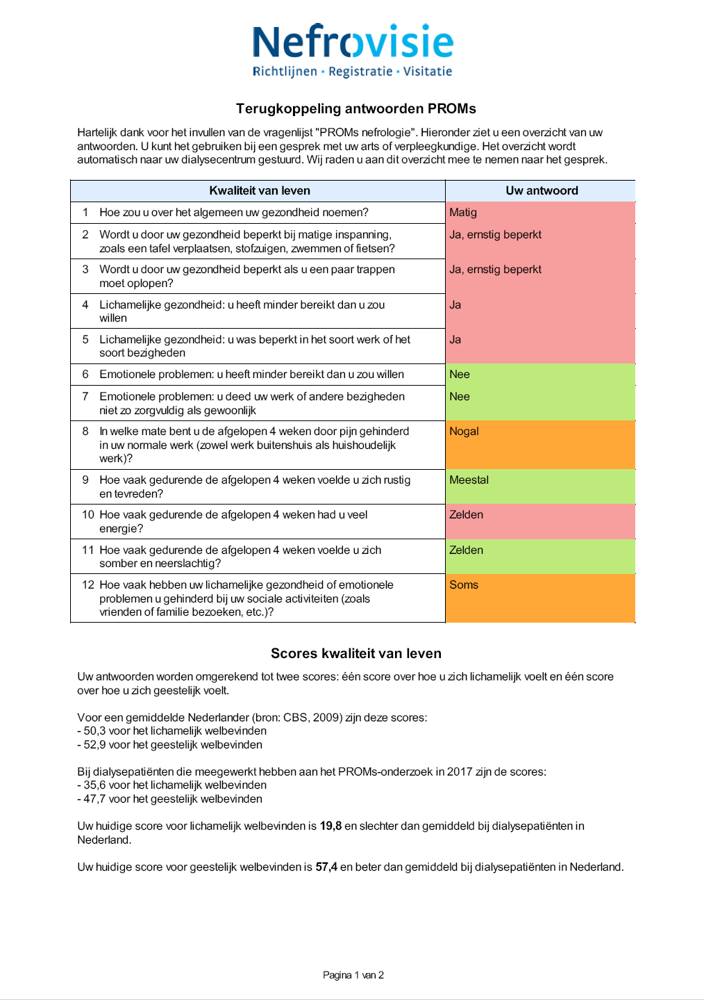 Nefrovisie
Richtlijnen • Registratie • Visitatie
Terugkoppeling antwoorden PROMs
Hartelijk dank voor het invullen van de vragenlijst "PROMs nefrologie". Hieronder ziet u een overzicht van uw
antwoorden. U kunt het gebruiken bij een gesprek met uw arts of verpleegkundige. Het overzicht wordt
automatisch naar uw dialysecentrum gestuurd. Wij raden u aan dit overzicht mee te nemen naar het gesprek.
Kwaliteit van leven Uw antwoord
1 Hoe zou u over het algemeen uw gezondheid noemen? Matig
2 Wordt u door uw gezondheid beperkt bij matige inspanning, Ja, ernstig beperkt
zoals een tafel verplaatsen, stofzuigen, zwemmen of fietsen?
3 Wordt u door uw gezondheid beperkt als u een paar trappen Ja, ernstig beperkt
moet oplopen?
4 Lichamelijke gezondheid: u heeft minder bereikt dan u zou Ja
willen
5 Lichamelijke gezondheid: u was beperkt in het soort werk of het Ja
soort bezigheden
6 Emotionele problemen: u heeft minder bereikt dan u zou willen Nee
7 Emotionele problemen: u deed uw werk of andere bezigheden Nee
niet zo zorgvuldig als gewoonlijk
8 In welke mate bent u de afgelopen 4 weken door pijn gehinderd Nogal
in uw normale werk (zowel werk buitenshuis als huishoudelijk
werk)?
9 Hoe vaak gedurende de afgelopen 4 weken voelde u zich rustig Meestal
en tevreden?
10 Hoe vaak gedurende de afgelopen 4 weken had u veel Zelden
energie?
11 Hoe vaak gedurende de afgelopen 4 weken voelde u zich Zelden
somber en neerslachtig?
12 Hoe vaak hebben uw lichamelijke gezondheid of emotionele Soms
problemen u gehinderd bij uw sociale activiteiten (zoals
vrienden of familie bezoeken, etc.)?
Scores kwaliteit van leven
Uw antwoorden worden omgerekend tot twee scores: één score over hoe u zich lichamelijk voelt en één score
over hoe u zich geestelijk voelt.
Voor een gemiddelde Nederlander (bron: CBS, 2009) zijn deze scores:
- 50,3 voor het lichamelijk welbevinden
- 52,9 voor het geestelijk welbevinden
Bij dialysepatiënten die meegewerkt hebben aan het PROMs-onderzoek in 2017 zijn de scores:
- 35,6 voor het lichamelijk welbevinden
- 47,7 voor het geestelijk welbevinden
Uw huidige score voor lichamelijk welbevinden is 19,8 en slechter dan gemiddeld bij dialysepatiënten in
Nederland.
Uw huidige score voor geestelijk welbevinden is 57,4 en beter dan gemiddeld bij dialysepatiënten in Nederland.
Pagina 1 van 2